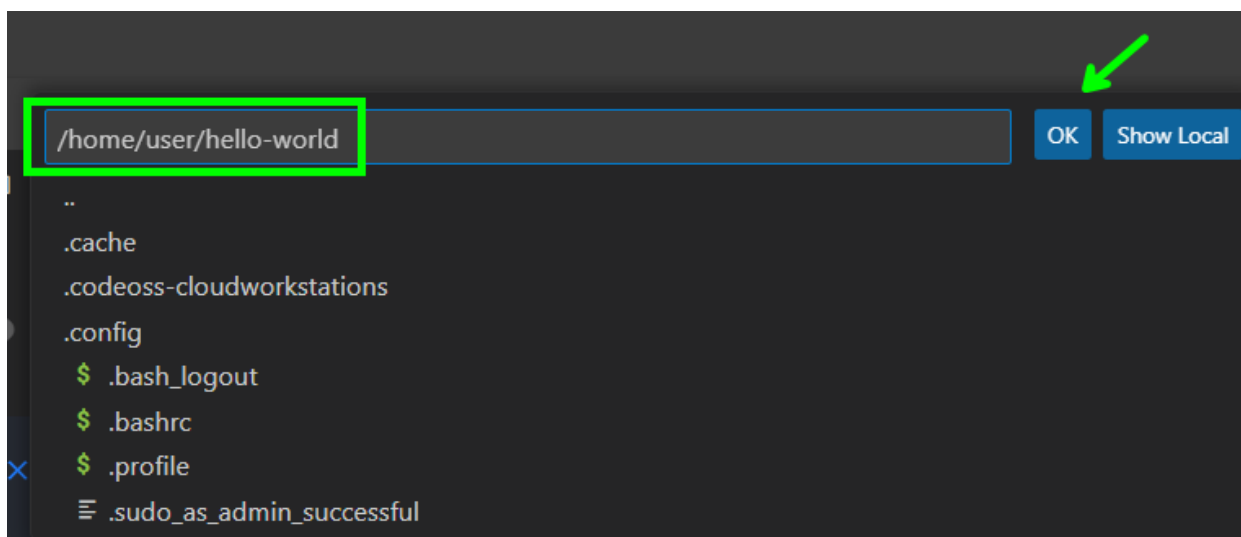 /home/user/hello-world OK Show Local
..
.cache
.codeoss-cloudworkstations
.config
$ .bash_logout
$ .bashrc
$ .profile
.sudo_as_admin_successful